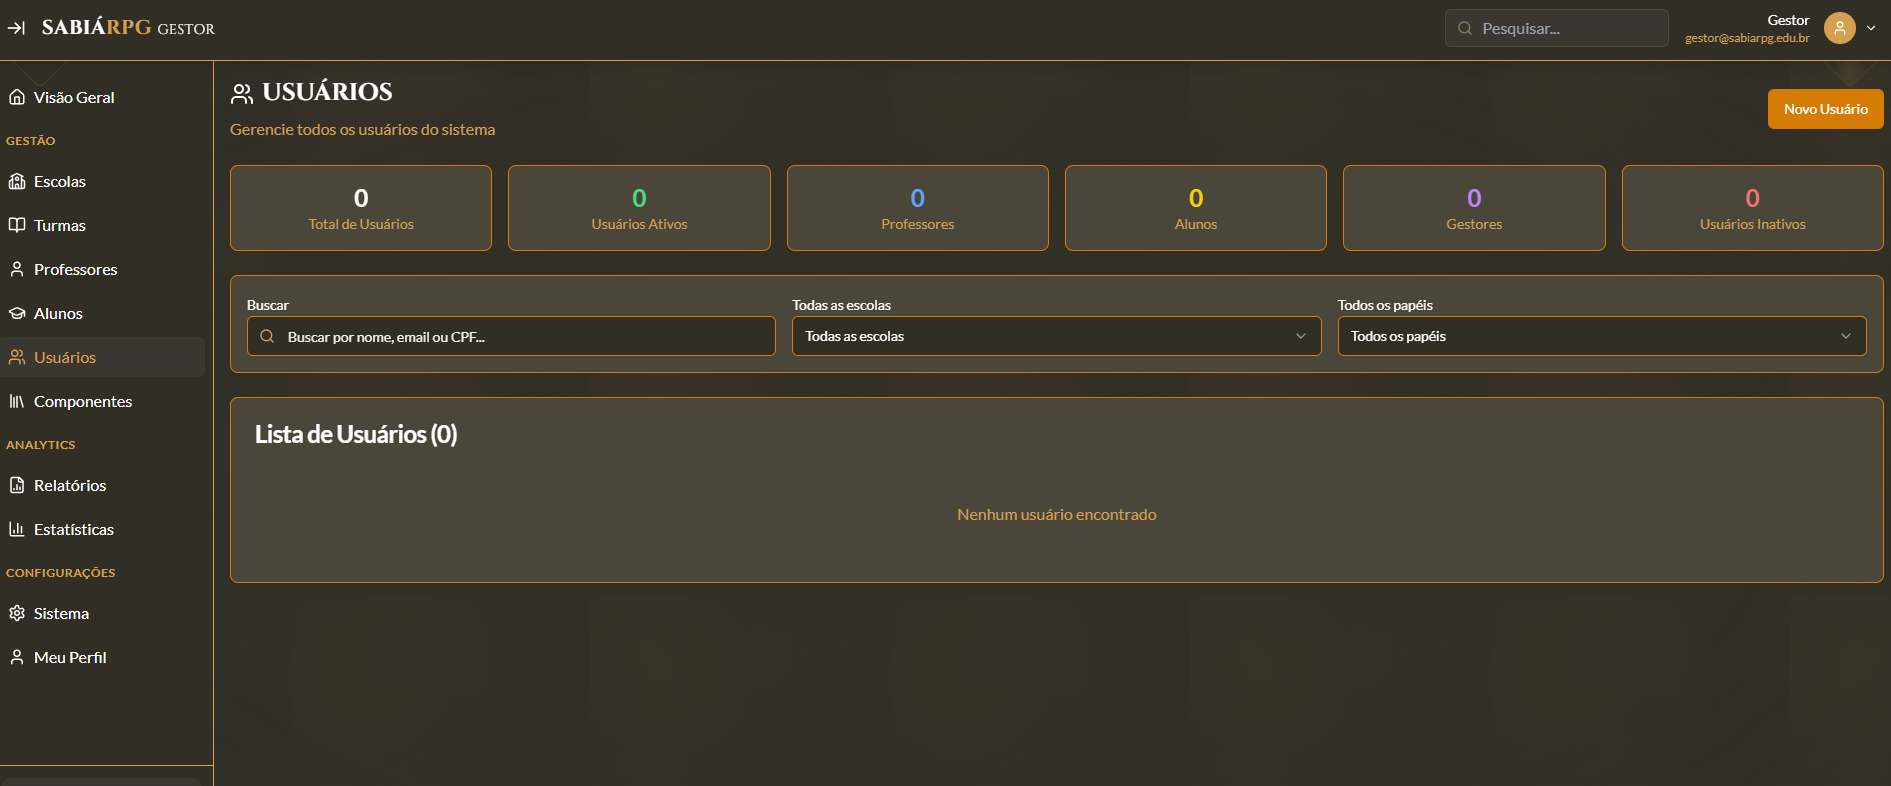 SABIÁRPG GESTOR
Pesquisar...
Gestor
gestor@sabiarpg.edu.br
Visão Geral
GESTÃO
Escolas
Turmas
Professores
Alunos
Usuários
Componentes
ANALYTICS
Relatórios
Estatísticas
CONFIGURAÇÕES
Sistema
Meu Perfil
USUÁRIOS
Gerencie todos os usuários do sistema
Novo Usuário
0
Total de Usuários
0
Usuários Ativos
0
Professores
0
Alunos
0
Gestores
0
Usuários Inativos
Buscar
Buscar por nome, email ou CPF...
Todas as escolas
Todas as escolas
Todos os papéis
Todos os papéis
Lista de Usuários (0)
Nenhum usuário encontrado